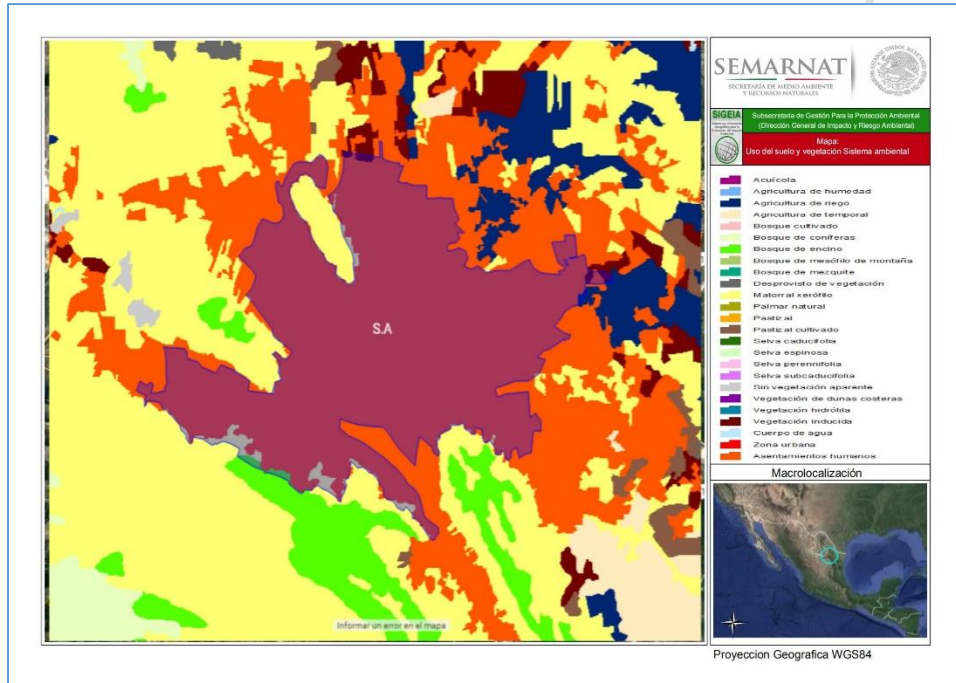 S.A
Informar un error en el mapa
SEMARNAT
SECRETARÍA DE MEDIO AMBIENTE
Y RECURSOS NATURALES
SIGEIA
Subsecretaria de Gestión Para la Protección Ambiental
(Dirección General de Impacto y Riesgo Ambiental)
Mapa:
Uso del suelo y vegetación Sistema ambiental
Acuícola
Agricultura de humedad
Agricultura de riego
Agricultura de temporal
Bosque cultivado
Bosque de coníferas
Bosque de encino
Bosque de mesófilo de montaña
Bosque de mezquite
Desprovisto de vegetación
Matorral xerófilo
Palmar natural
Pastizal
Pastizal cultivado
Selva caducifolia
Selva espinosa
Selva perennifolia
Selva subcaducifolia
Sin vegetación aparente
Vegetación de dunas costeras
Vegetación hidrófila
Vegetación inducida
Cuerpo de agua
Zona urbana
Asentamientos humanos
Macrolocalización
Proyeccion Geografica WGS84